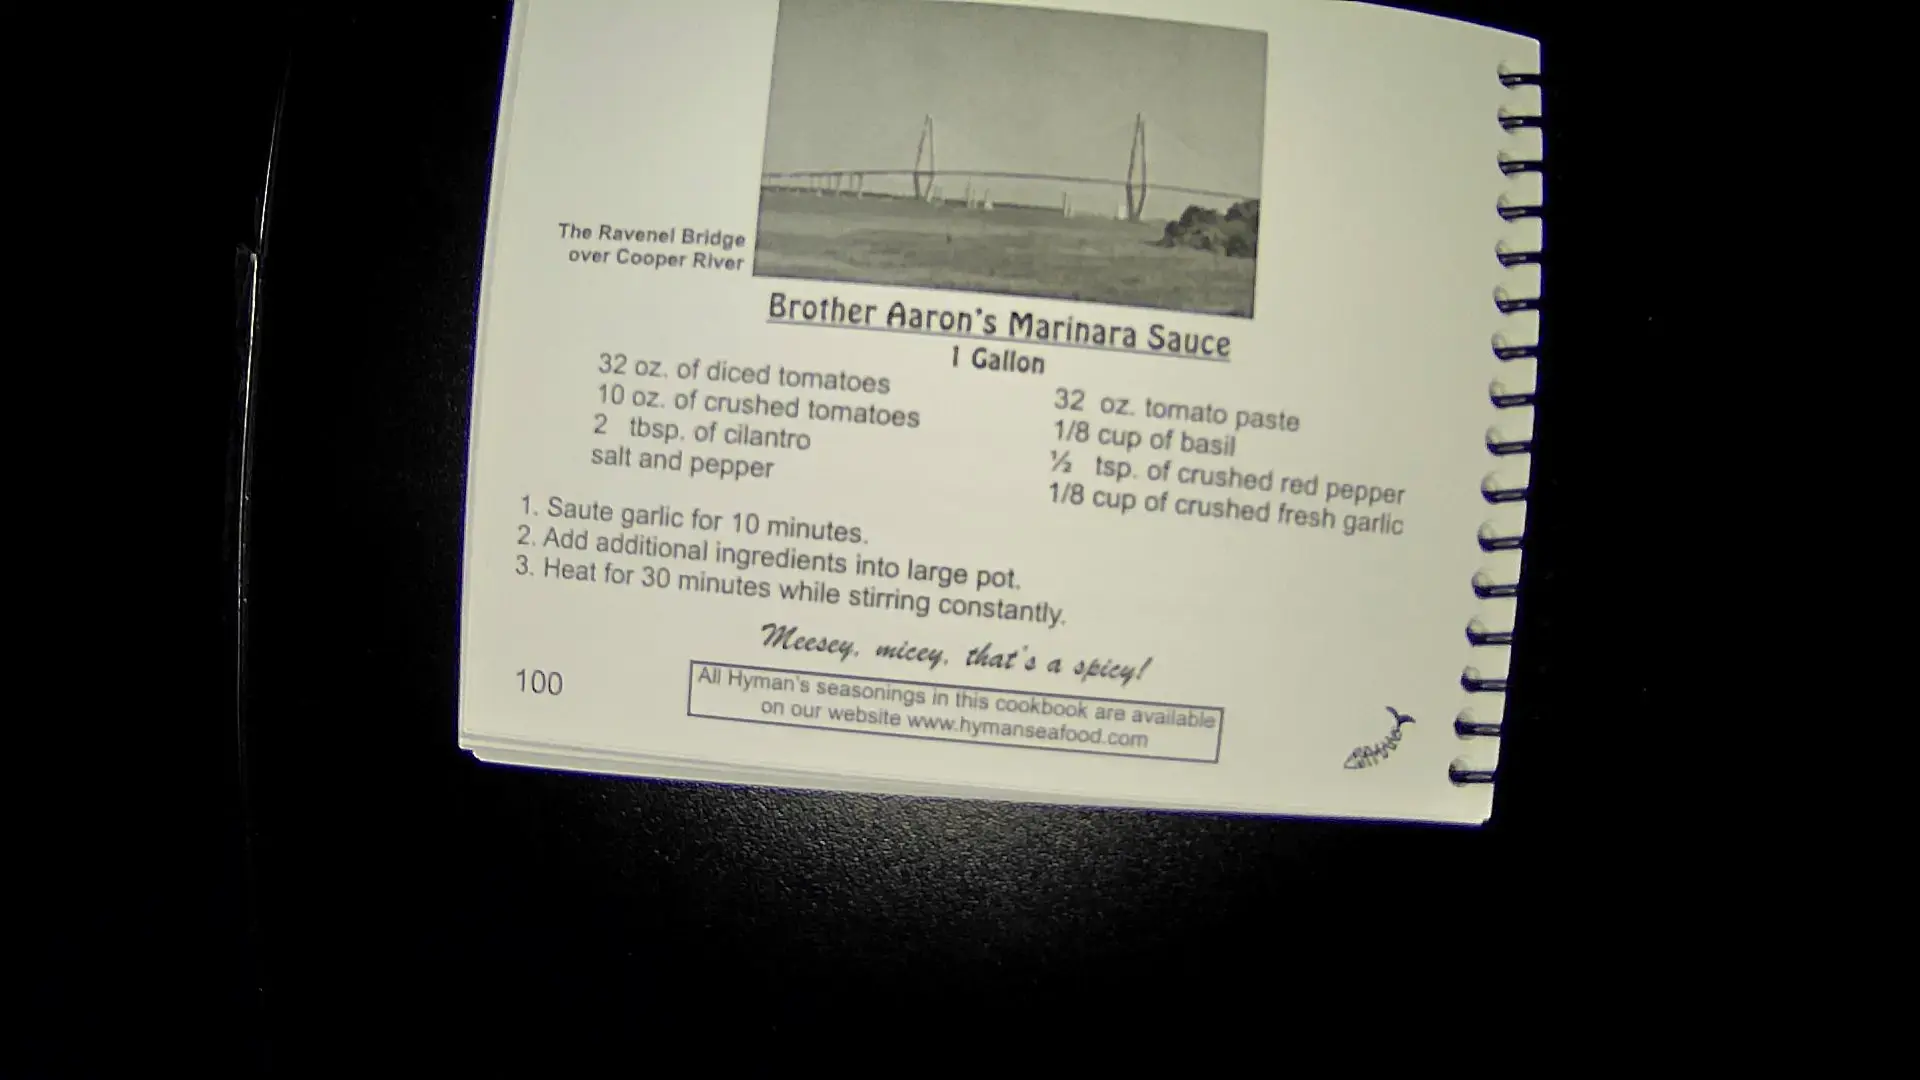 The Ravenel Bridge
over Cooper River
Brother Aaron's Marinara Sauce
1 Gallon
32 oz. of diced tomatoes
10 oz. of crushed tomatoes
2 tbsp. of cilantro
salt and pepper
32 oz. tomato paste
1/8 cup of basil
½ tsp. of crushed red pepper
1/8 cup of crushed fresh garlic
1. Saute garlic for 10 minutes.
2. Add additional ingredients into large pot.
3. Heat for 30 minutes while stirring constantly.
Meesey, micey, that's a spicy!
All Hyman's seasonings in this cookbook are available
on our website www.hymanseafood.com
100